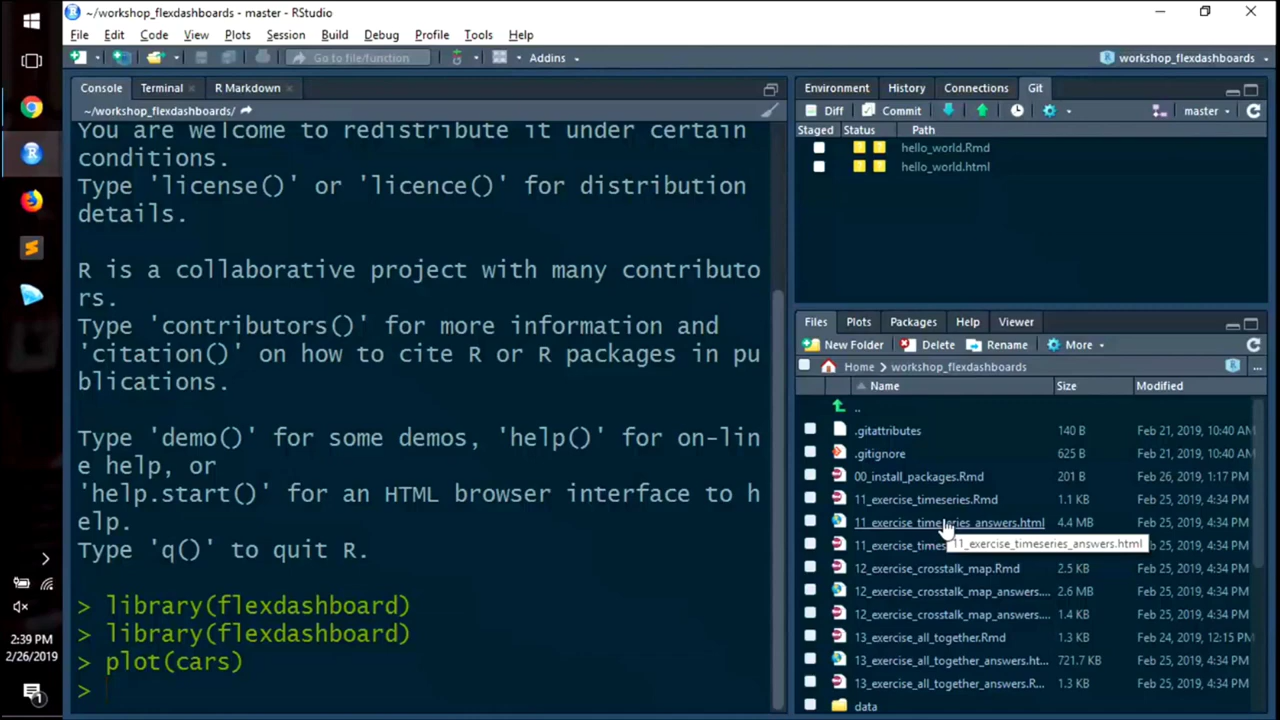 ~/workshop_flexdashboards - master - RStudio
File Edit Code View Plots Session Build Debug Profile Tools Help
Go to file/function Addins workshop_flexdashboards
Console Terminal R Markdown
~/workshop_flexdashboards/
You are welcome to redistribute it under certain
conditions.
Type 'license()' or 'licence()' for distribution
details.
R is a collaborative project with many contributo
rs.
Type 'contributors()' for more information and
'citation()' on how to cite R or R packages in pu
blications.
Type 'demo()' for some demos, 'help()' for on-lin
e help, or
'help.start()' for an HTML browser interface to h
elp.
Type 'q()' to quit R.
> library(flexdashboard)
> library(flexdashboard)
> plot(cars)
>
Environment History Connections Git
Diff Commit master
Staged Status Path
? ? hello_world.Rmd
? ? hello_world.html
Files Plots Packages Help Viewer
New Folder Delete Rename More
Home workshop_flexdashboards ...
Name Size Modified
..
.gitattributes 140 B Feb 21, 2019, 10:40 AM
.gitignore 625 B Feb 21, 2019, 10:40 AM
00_install_packages.Rmd 201 B Feb 26, 2019, 1:17 PM
11_exercise_timeseries.Rmd 1.1 KB Feb 25, 2019, 4:34 PM
11_exercise_timeseries_answers.html 4.4 MB Feb 25, 2019, 4:34 PM
11_exercise_times 11_exercise_timeseries_answers.html 5, 2019, 4:34 PM
12_exercise_crosstalk_map.Rmd 2.5 KB Feb 25, 2019, 4:34 PM
12_exercise_crosstalk_map_answers.... 2.6 MB Feb 25, 2019, 4:34 PM
12_exercise_crosstalk_map_answers.... 1.4 KB Feb 25, 2019, 4:34 PM
13_exercise_all_together.Rmd 1.3 KB Feb 24, 2019, 12:15 PM
13_exercise_all_together_answers.ht... 721.7 KB Feb 25, 2019, 4:34 PM
13_exercise_all_together_answers.R... 1.3 KB Feb 25, 2019, 4:34 PM
data
2:39 PM
2/26/2019
1